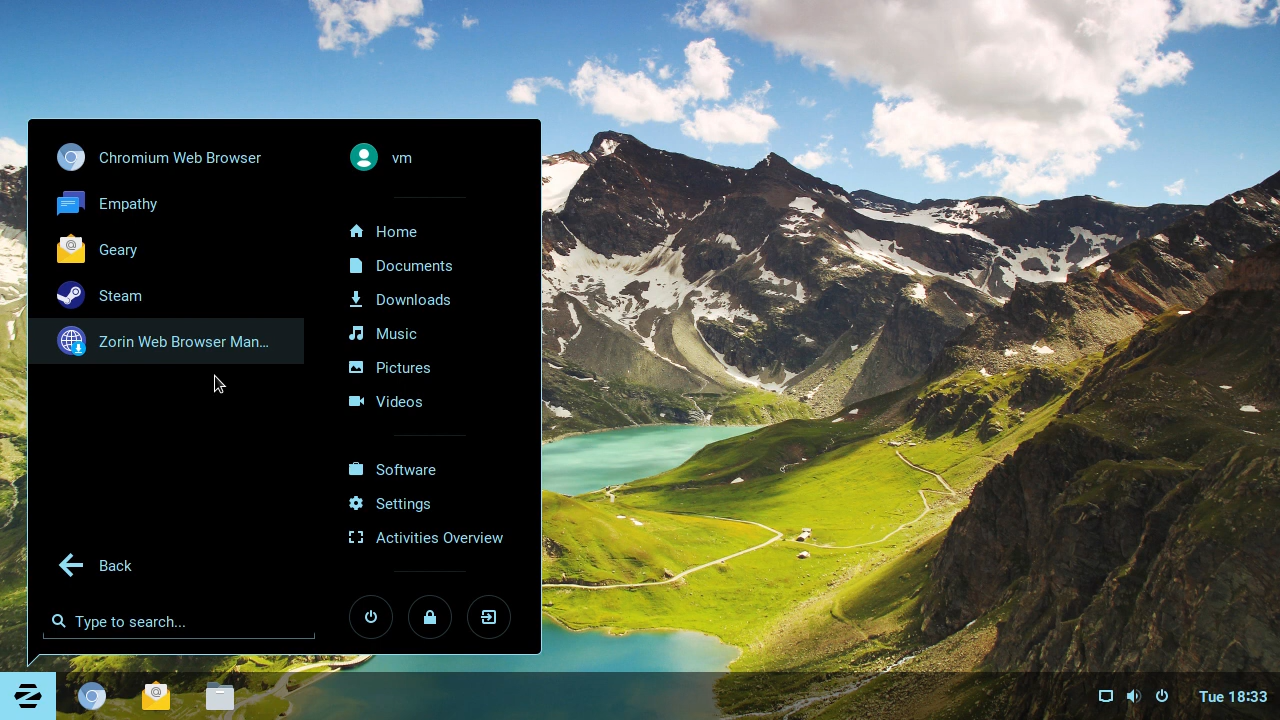 Chromium Web Browser
Empathy
Geary
Steam
Zorin Web Browser Man...
Back
Type to search...
vm
Home
Documents
Downloads
Music
Pictures
Videos
Software
Settings
Activities Overview
Tue 18:33